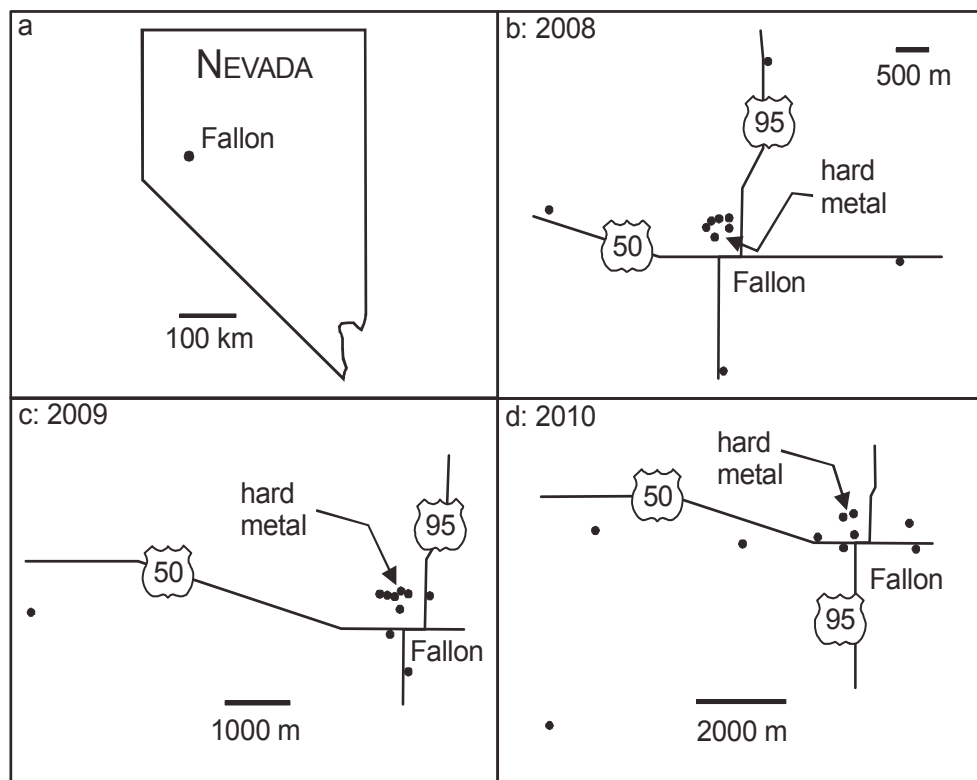 a
NEVADA
Fallon
100 km
b: 2008
500 m
95
hard
metal
50
Fallon
c: 2009
hard
metal
95
50
Fallon
1000 m
d: 2010
hard
metal
50
Fallon
95
2000 m